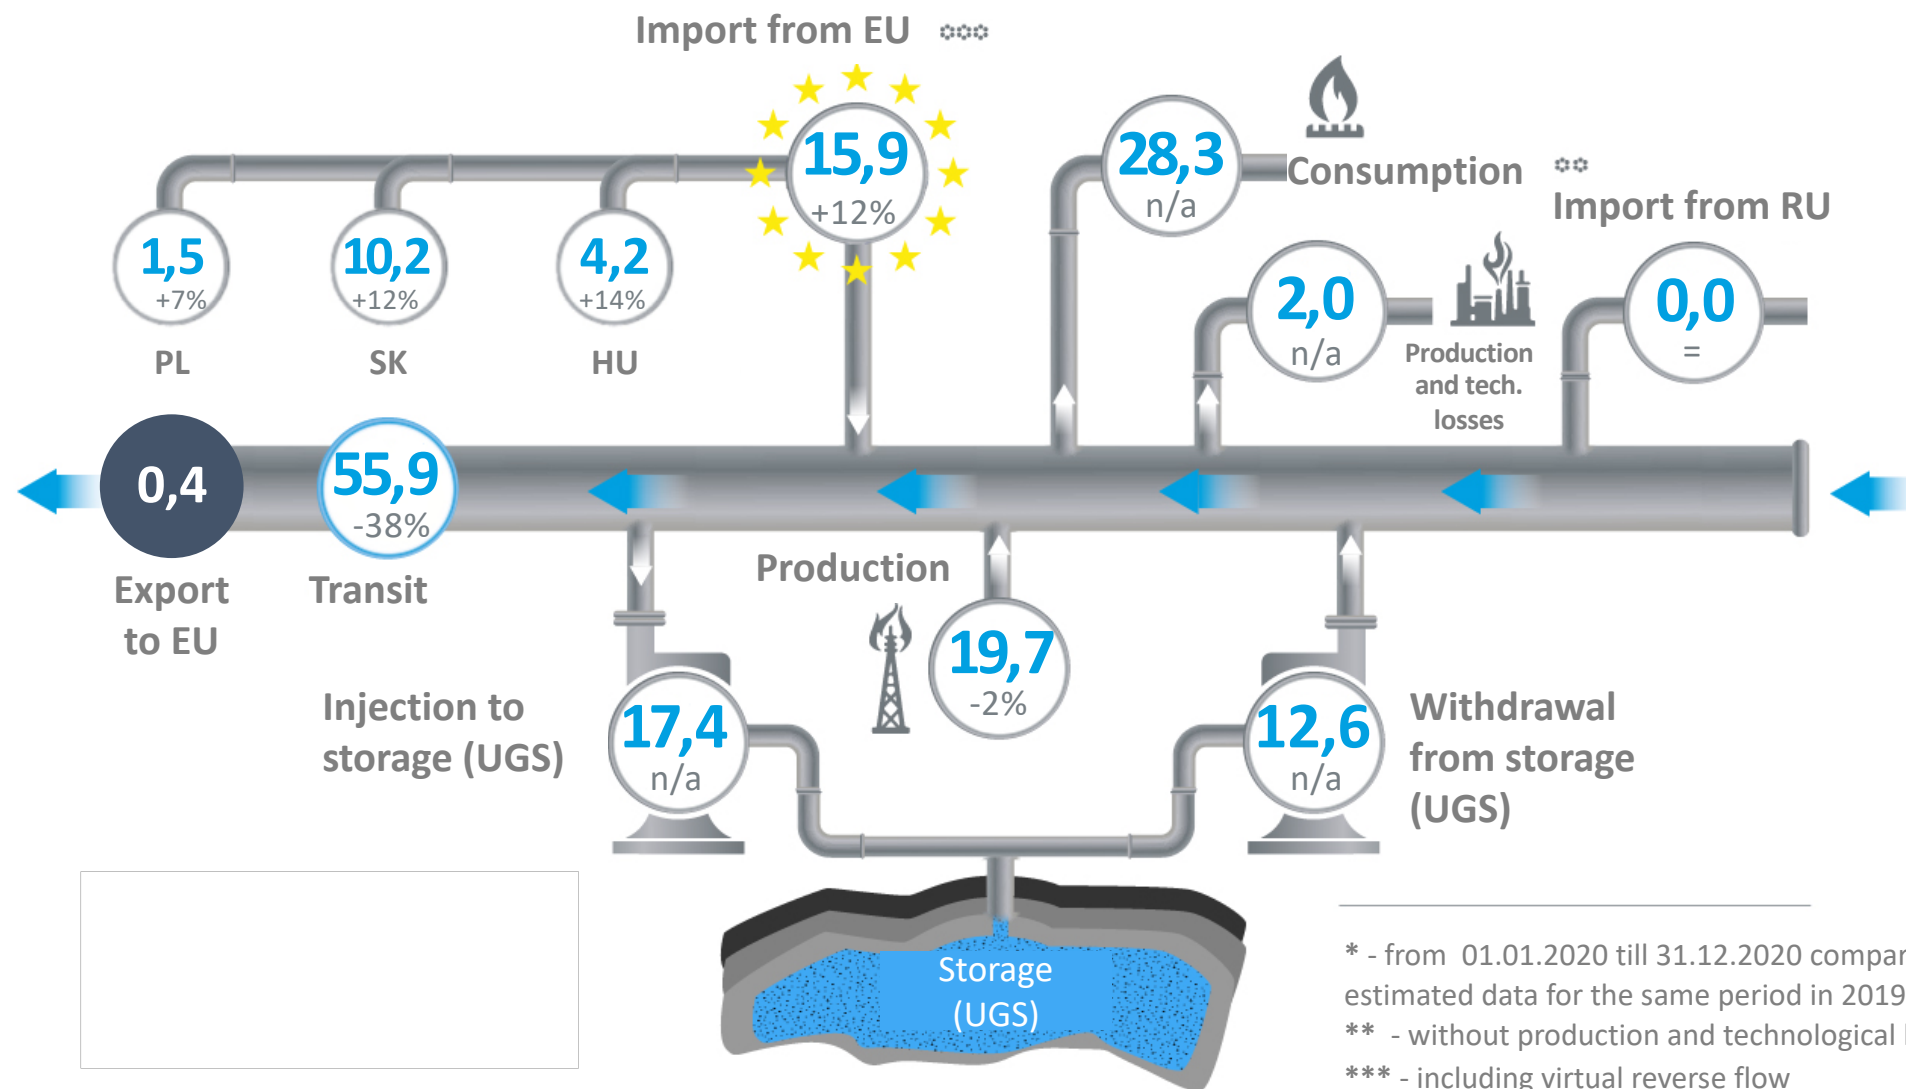 Import from EU ***
15,9
+12%
1,5
+7%
PL
10,2
+12%
SK
4,2
+14%
HU
28,3
n/a
Consumption **
Import from RU
0,0
=
2,0
n/a
Production
and tech.
losses
0,4
Export
to EU
55,9
-38%
Transit
Production
19,7
-2%
Injection to
storage (UGS)
17,4
n/a
12,6
n/a
Withdrawal
from storage
(UGS)
Storage
(UGS)
* - from 01.01.2020 till 31.12.2020
estimated data for the same period in 2019
** - without production and technological
*** - including virtual reverse flow